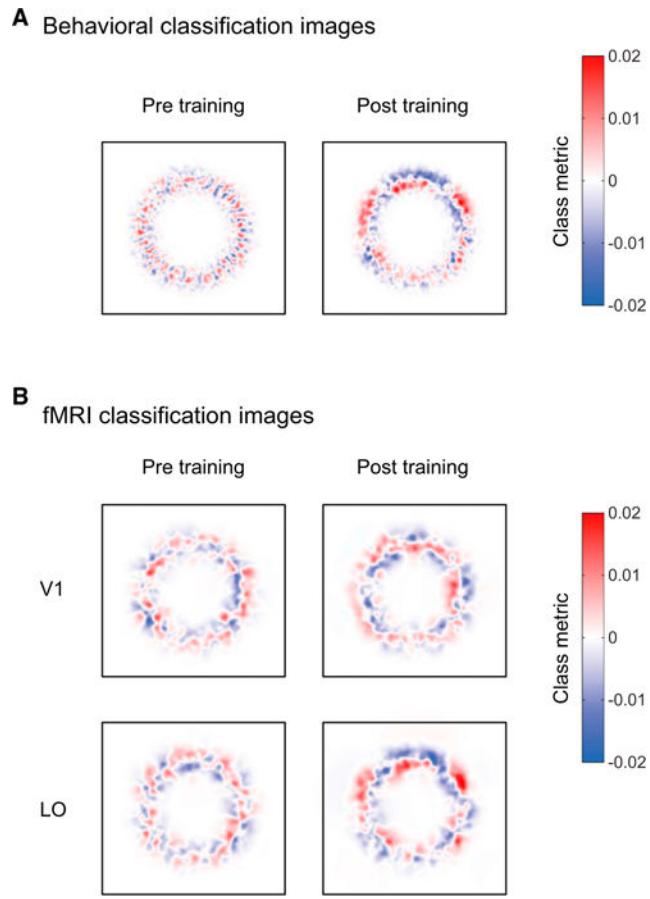 A Behavioral classification images
Pre training
Post training
0.02
0.01
0
-0.01
-0.02
Class metric
B fMRI classification images
Pre training
Post training
V1
LO
0.02
0.01
0
-0.01
-0.02
Class metric